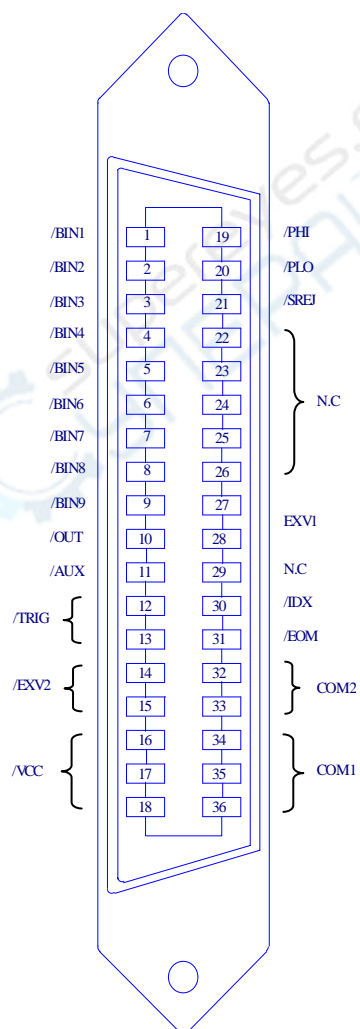 /BIN1 1 19 /PHI
/BIN2 2 20 /PLO
/BIN3 3 21 /SREJ
/BIN4 4 22
/BIN5 5 23
/BIN6 6 24 N.C
/BIN7 7 25
/BIN8 8 26
/BIN9 9 27
EXV1
/OUT 10 28
/AUX 11 29 N.C
12 30 /IDX
/TRIG
13 31 /EOM
14 32
/EXV2 COM2
15 33
16 34
/VCC 17 35 COM1
18 36